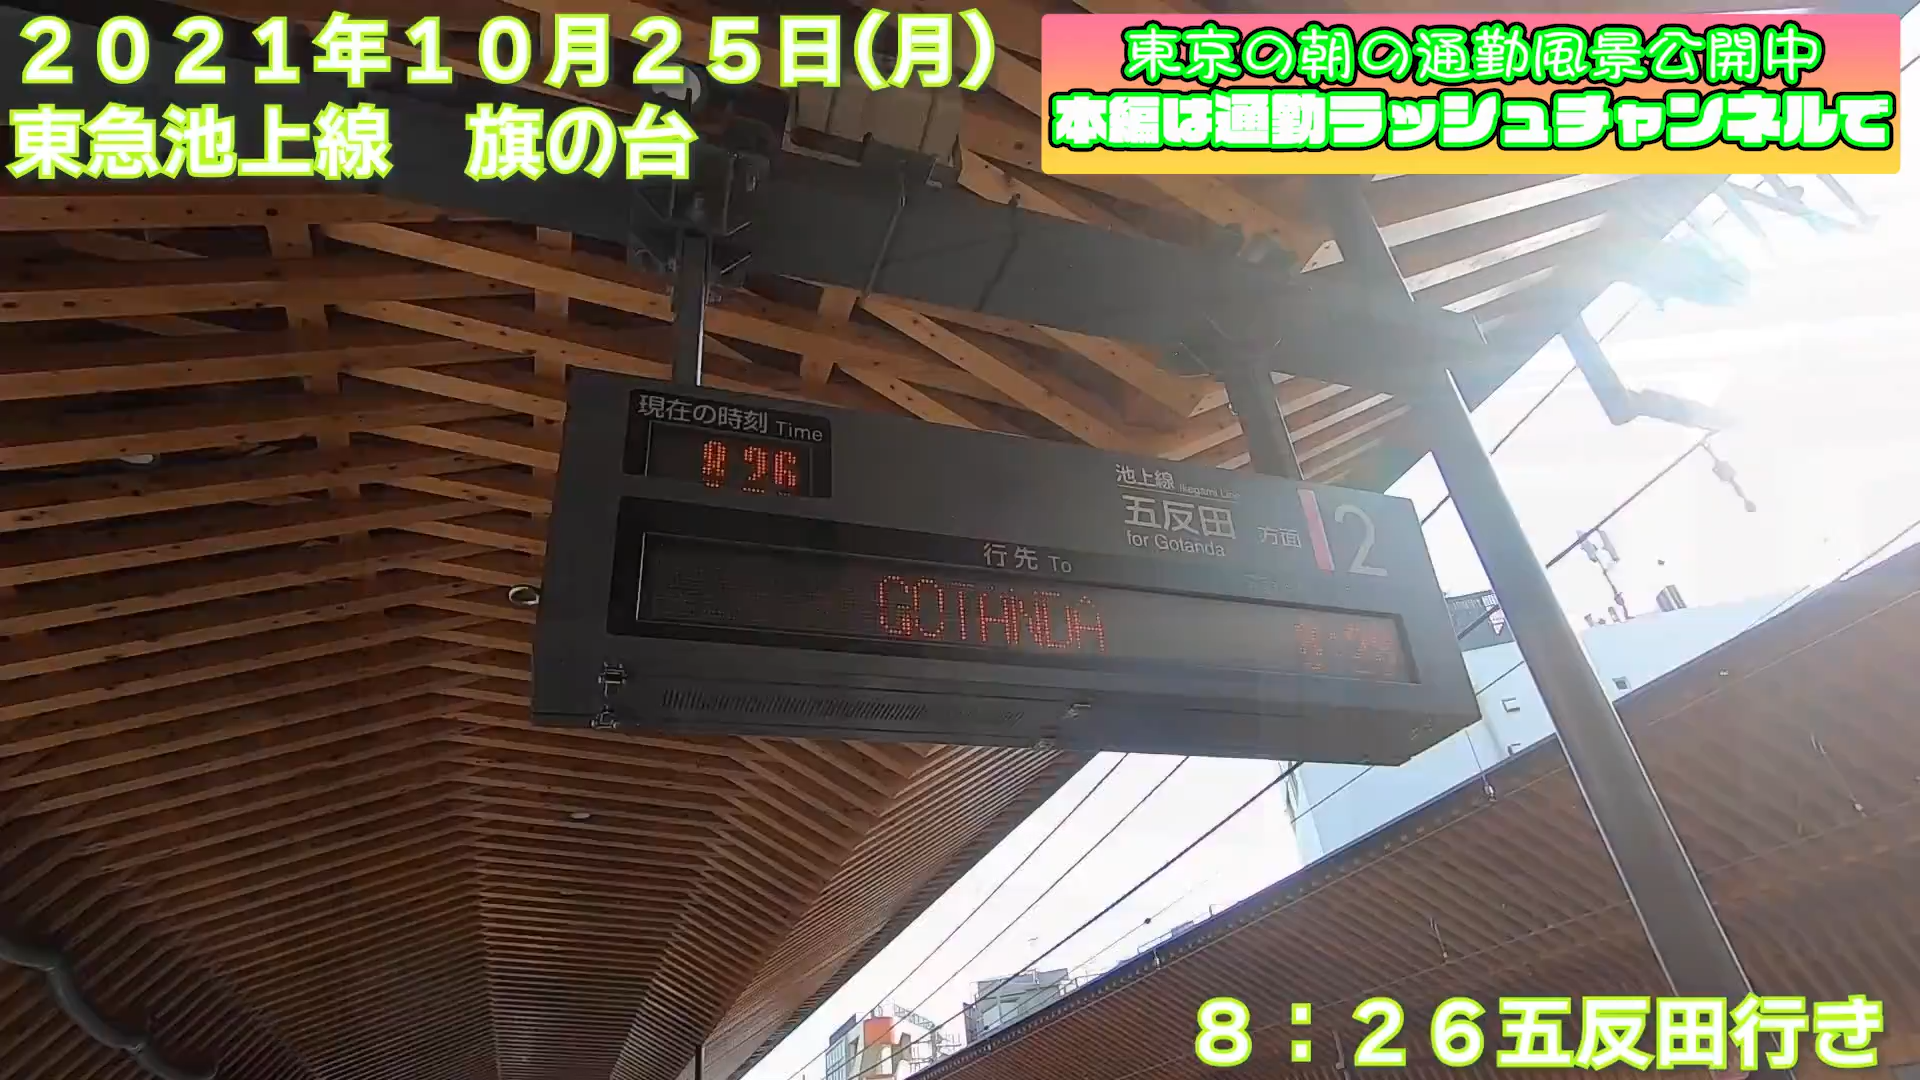 2021年10月25日(月)
東急池上線 旗の台
東京の朝の通勤風景公開中
本編は通勤ラッシュチャンネルで
現在の時刻 Time
8 26
池上線 Ikegami Line
五反田 方面 2
for Gotanda
行先 To
GOTANDA
8:26五反田行き